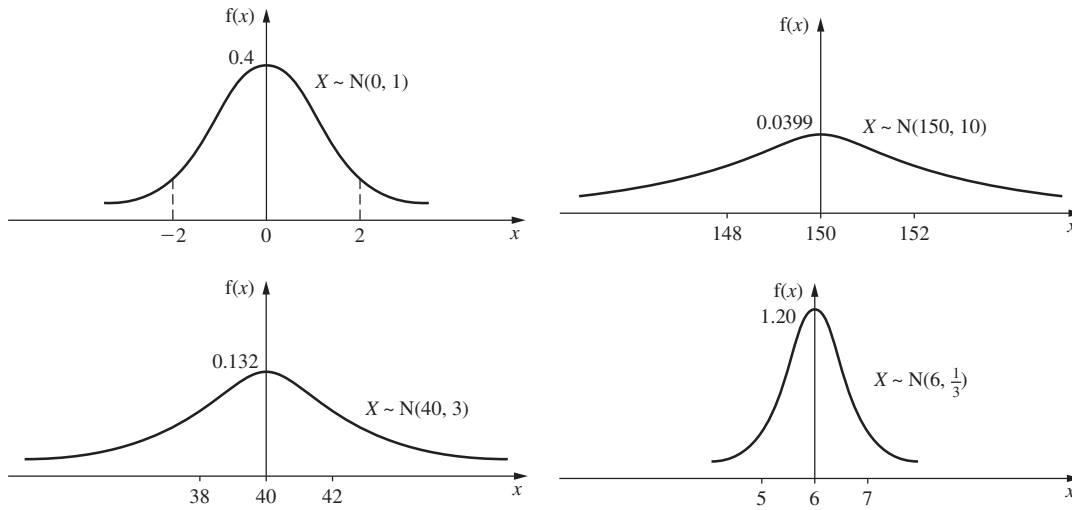 f(x)
0.4
X ~ N(0, 1)
−2 0 2 x
f(x)
0.0399
X ~ N(150, 10)
148 150 152 x
f(x)
0.132
X ~ N(40, 3)
38 40 42 x
f(x)
1.20
X ~ N(6, 1/3)
5 6 7 x